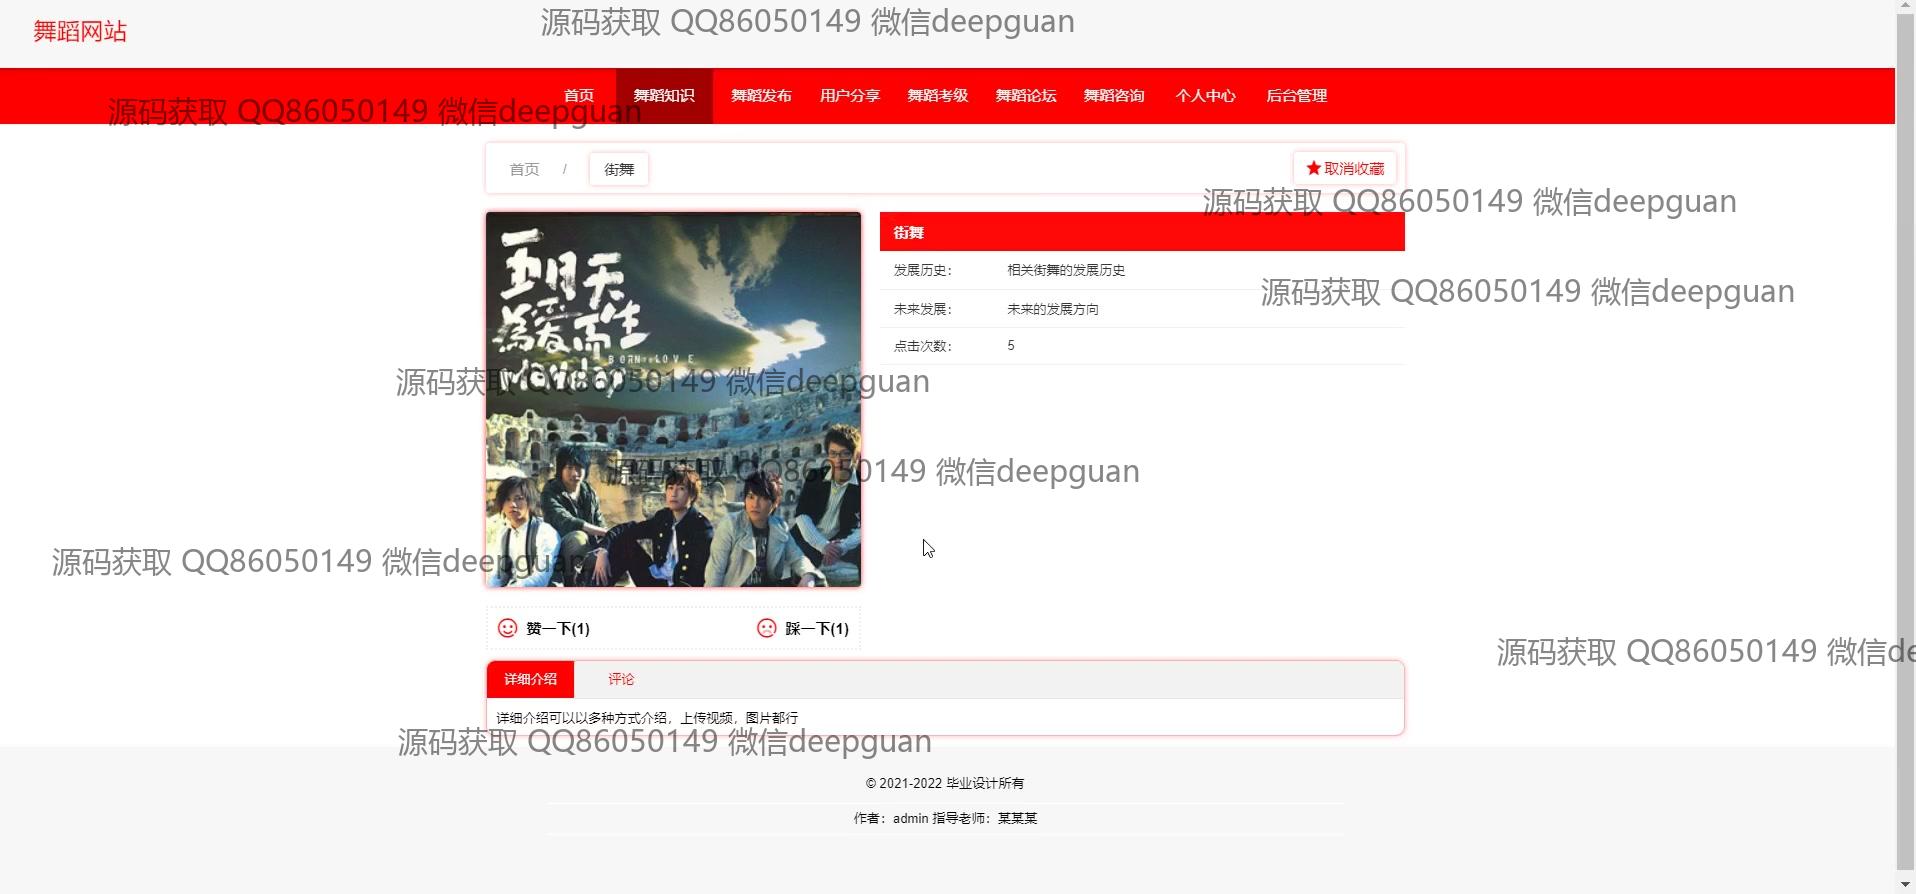 舞蹈网站
源码获取 QQ86050149 微信deepguan
首页 舞蹈知识 舞蹈发布 用户分享 舞蹈考级 舞蹈论坛 舞蹈咨询 个人中心 后台管理
源码获取 QQ86050149 微信deepguan
首页 / 街舞 取消收藏
源码获取 QQ86050149 微信deepguan
五月天
為愛而生
BORN to LOVE
街舞
发展历史： 相关街舞的发展历史
源码获取 QQ86050149 微信deepguan
未来发展： 未来的发展方向
点击次数： 5
源码获取 QQ86050149 微信deepguan
源码获取 QQ86050149 微信deepguan
源码获取 QQ86050149 微信deepguan
赞一下(1) 踩一下(1)
源码获取 QQ86050149 微信de
详细介绍 评论
详细介绍可以以多种方式介绍，上传视频，图片都行
源码获取 QQ86050149 微信deepguan
© 2021-2022 毕业设计所有
作者：admin 指导老师：某某某